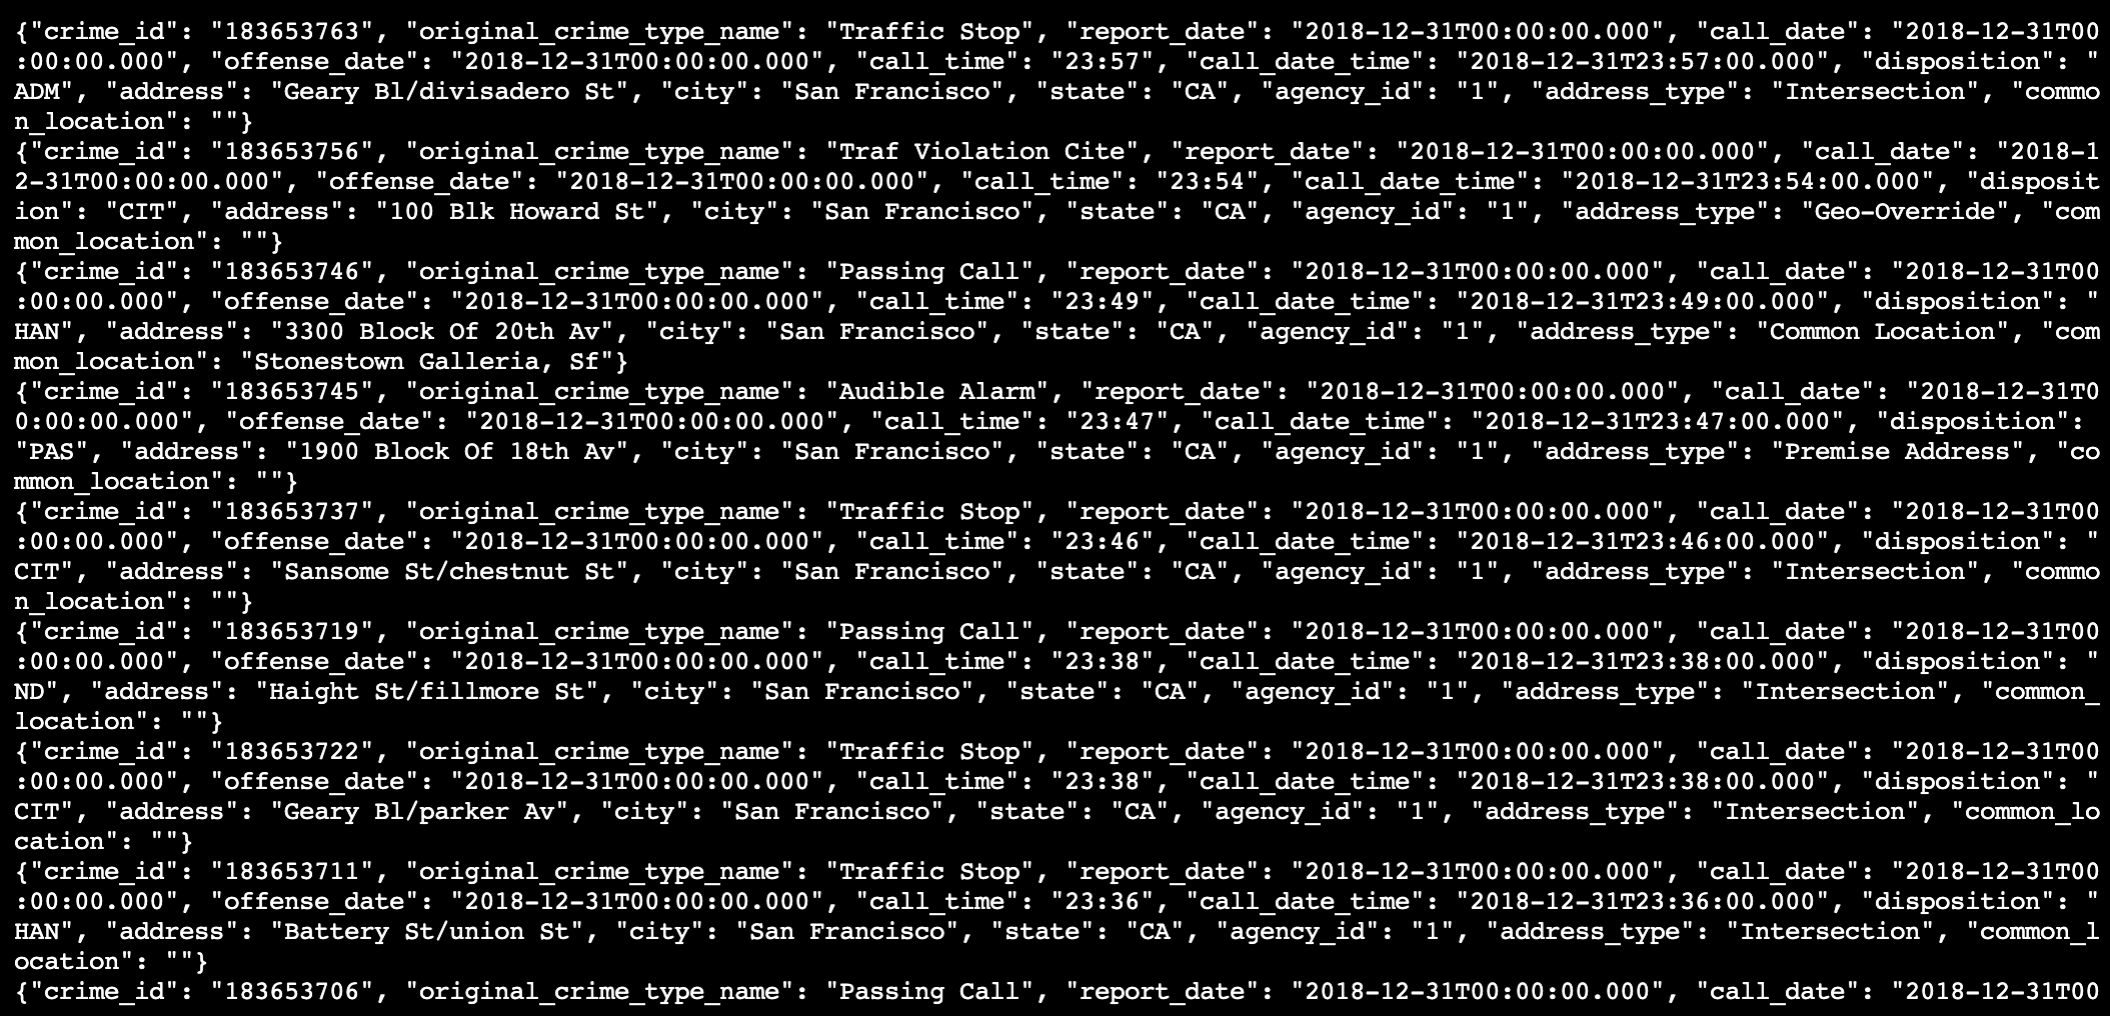 {"crime_id": "183653763", "original_crime_type_name": "Traffic Stop", "report_date": "2018-12-31T00:00:00.000", "call_date": "2018-12-31T00
:00:00.000", "offense_date": "2018-12-31T00:00:00.000", "call_time": "23:57", "call_date_time": "2018-12-31T23:57:00.000", "disposition": "
ADM", "address": "Geary Bl/divisadero St", "city": "San Francisco", "state": "CA", "agency_id": "1", "address_type": "Intersection", "commo
n_location": ""}
{"crime_id": "183653756", "original_crime_type_name": "Traf Violation Cite", "report_date": "2018-12-31T00:00:00.000", "call_date": "2018-1
2-31T00:00:00.000", "offense_date": "2018-12-31T00:00:00.000", "call_time": "23:54", "call_date_time": "2018-12-31T23:54:00.000", "disposit
ion": "CIT", "address": "100 Blk Howard St", "city": "San Francisco", "state": "CA", "agency_id": "1", "address_type": "Geo-Override", "com
mon_location": ""}
{"crime_id": "183653746", "original_crime_type_name": "Passing Call", "report_date": "2018-12-31T00:00:00.000", "call_date": "2018-12-31T00
:00:00.000", "offense_date": "2018-12-31T00:00:00.000", "call_time": "23:49", "call_date_time": "2018-12-31T23:49:00.000", "disposition": "
HAN", "address": "3300 Block Of 20th Av", "city": "San Francisco", "state": "CA", "agency_id": "1", "address_type": "Common Location", "com
mon_location": "Stonestown Galleria, Sf"}
{"crime_id": "183653745", "original_crime_type_name": "Audible Alarm", "report_date": "2018-12-31T00:00:00.000", "call_date": "2018-12-31T0
0:00:00.000", "offense_date": "2018-12-31T00:00:00.000", "call_time": "23:47", "call_date_time": "2018-12-31T23:47:00.000", "disposition":
"PAS", "address": "1900 Block Of 18th Av", "city": "San Francisco", "state": "CA", "agency_id": "1", "address_type": "Premise Address", "co
mmon_location": ""}
{"crime_id": "183653737", "original_crime_type_name": "Traffic Stop", "report_date": "2018-12-31T00:00:00.000", "call_date": "2018-12-31T00
:00:00.000", "offense_date": "2018-12-31T00:00:00.000", "call_time": "23:46", "call_date_time": "2018-12-31T23:46:00.000", "disposition": "
CIT", "address": "Sansome St/chestnut St", "city": "San Francisco", "state": "CA", "agency_id": "1", "address_type": "Intersection", "commo
n_location": ""}
{"crime_id": "183653719", "original_crime_type_name": "Passing Call", "report_date": "2018-12-31T00:00:00.000", "call_date": "2018-12-31T00
:00:00.000", "offense_date": "2018-12-31T00:00:00.000", "call_time": "23:38", "call_date_time": "2018-12-31T23:38:00.000", "disposition": "
ND", "address": "Haight St/fillmore St", "city": "San Francisco", "state": "CA", "agency_id": "1", "address_type": "Intersection", "common_
location": ""}
{"crime_id": "183653722", "original_crime_type_name": "Traffic Stop", "report_date": "2018-12-31T00:00:00.000", "call_date": "2018-12-31T00
:00:00.000", "offense_date": "2018-12-31T00:00:00.000", "call_time": "23:38", "call_date_time": "2018-12-31T23:38:00.000", "disposition": "
CIT", "address": "Geary Bl/parker Av", "city": "San Francisco", "state": "CA", "agency_id": "1", "address_type": "Intersection", "common_lo
cation": ""}
{"crime_id": "183653711", "original_crime_type_name": "Traffic Stop", "report_date": "2018-12-31T00:00:00.000", "call_date": "2018-12-31T00
:00:00.000", "offense_date": "2018-12-31T00:00:00.000", "call_time": "23:36", "call_date_time": "2018-12-31T23:36:00.000", "disposition": "
HAN", "address": "Battery St/union St", "city": "San Francisco", "state": "CA", "agency_id": "1", "address_type": "Intersection", "common_l
ocation": ""}
{"crime_id": "183653706", "original_crime_type_name": "Passing Call", "report_date": "2018-12-31T00:00:00.000", "call_date": "2018-12-31T00